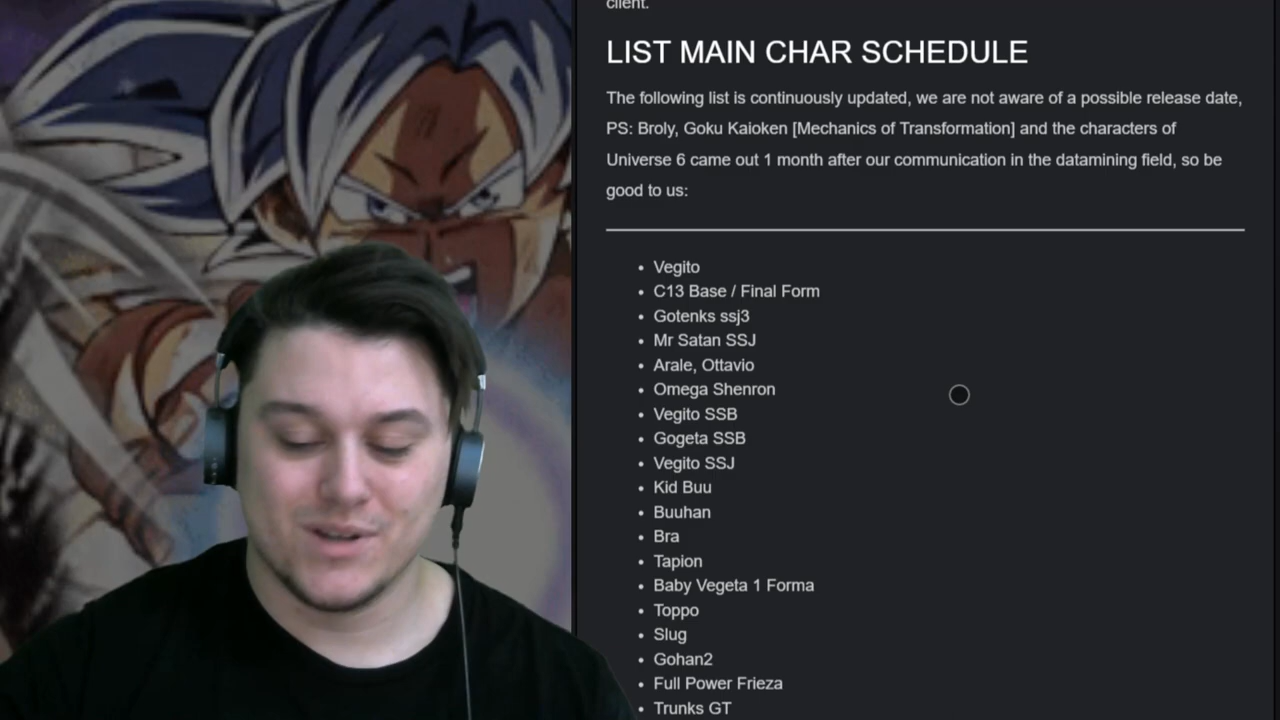 client.
LIST MAIN CHAR SCHEDULE
The following list is continuously updated, we are not aware of a possible release date,
PS: Broly, Goku Kaioken [Mechanics of Transformation] and the characters of
Universe 6 came out 1 month after our communication in the datamining field, so be
good to us:
• Vegito
• C13 Base / Final Form
• Gotenks ssj3
• Mr Satan SSJ
• Arale, Ottavio
• Omega Shenron
• Vegito SSB
• Gogeta SSB
• Vegito SSJ
• Kid Buu
• Buuhan
• Bra
• Tapion
• Baby Vegeta 1 Forma
• Toppo
• Slug
• Gohan2
• Full Power Frieza
• Trunks GT